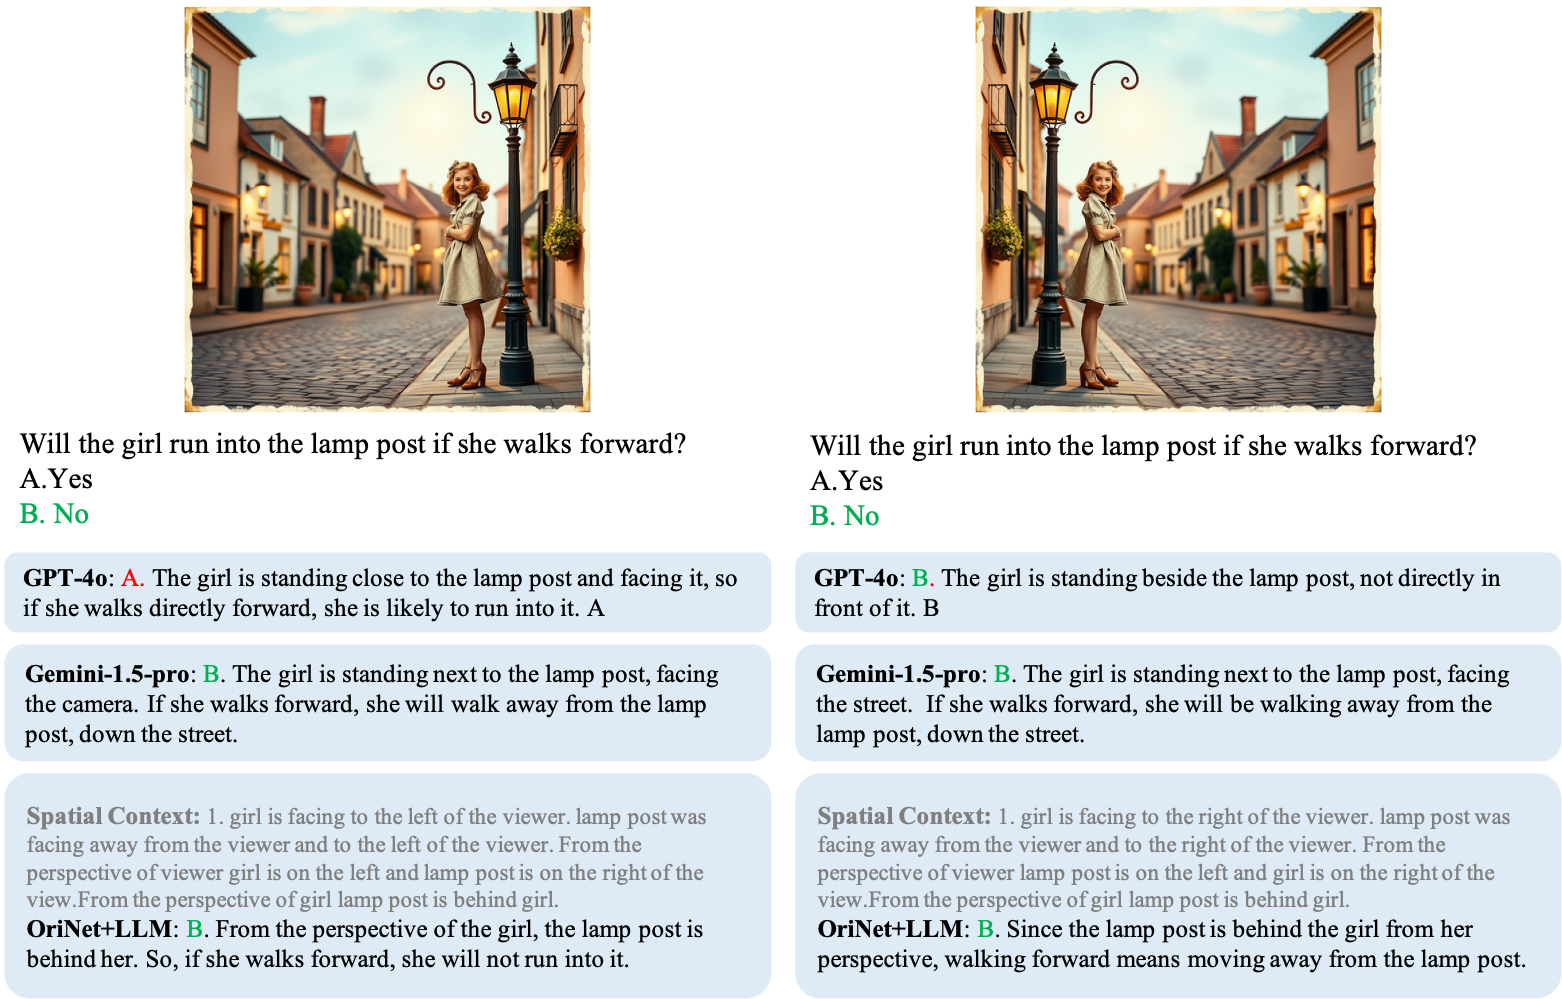 Will the girl run into the lamp post if she walks forward?
A.Yes
B. No
GPT-4o: A. The girl is standing close to the lamp post and facing it, so
if she walks directly forward, she is likely to run into it. A
Gemini-1.5-pro: B. The girl is standing next to the lamp post, facing
the camera. If she walks forward, she will walk away from the lamp
post, down the street.
Spatial Context: 1. girl is facing to the left of the viewer. lamp post was
facing away from the viewer and to the left of the viewer. From the
perspective of viewer girl is on the left and lamp post is on the right of the
view.From the perspective of girl lamp post is behind girl.
OriNet+LLM: B. From the perspective of the girl, the lamp post is
behind her. So, if she walks forward, she will not run into it.
Will the girl run into the lamp post if she walks forward?
A.Yes
B. No
GPT-4o: B. The girl is standing beside the lamp post, not directly in
front of it. B
Gemini-1.5-pro: B. The girl is standing next to the lamp post, facing
the street. If she walks forward, she will be walking away from the
lamp post, down the street.
Spatial Context: 1. girl is facing to the right of the viewer. lamp post was
facing away from the viewer and to the right of the viewer. From the
perspective of viewer lamp post is on the left and girl is on the right of the
view.From the perspective of girl lamp post is behind girl.
OriNet+LLM: B. Since the lamp post is behind the girl from her
perspective, walking forward means moving away from the lamp post.